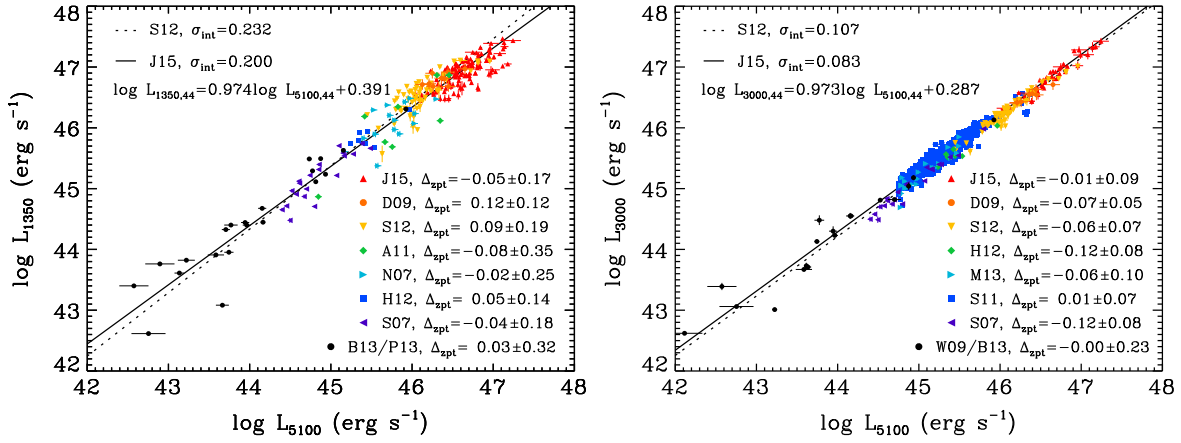 48
47
46
45
44
43
42
log L1350 (erg s−1)
S12, σint=0.232
J15, σint=0.200
log L1350,44=0.974log L5100,44+0.391
J15, Δzpt=−0.05±0.17
D09, Δzpt= 0.12±0.12
S12, Δzpt= 0.09±0.19
A11, Δzpt=−0.08±0.35
N07, Δzpt=−0.02±0.25
H12, Δzpt= 0.05±0.14
S07, Δzpt=−0.04±0.18
B13/P13, Δzpt= 0.03±0.32
42 43 44 45 46 47 48
log L5100 (erg s−1)
48
47
46
45
44
43
42
log L3000 (erg s−1)
S12, σint=0.107
J15, σint=0.083
log L3000,44=0.973log L5100,44+0.287
J15, Δzpt=−0.01±0.09
D09, Δzpt=−0.07±0.05
S12, Δzpt=−0.06±0.07
H12, Δzpt=−0.12±0.08
M13, Δzpt=−0.06±0.10
S11, Δzpt= 0.01±0.07
S07, Δzpt=−0.12±0.08
W09/B13, Δzpt=−0.00±0.23
42 43 44 45 46 47 48
log L5100 (erg s−1)